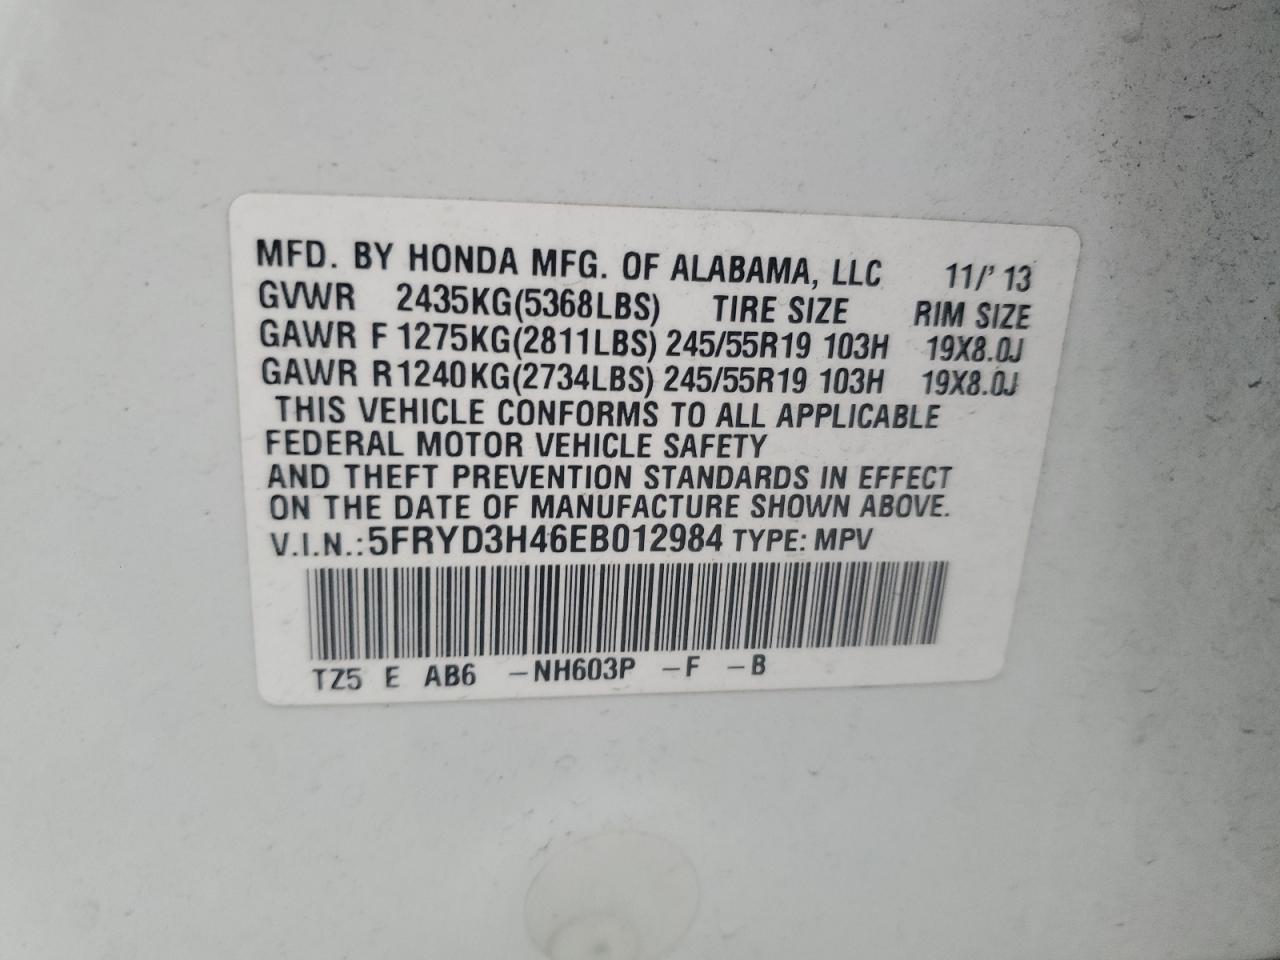 MFD. BY HONDA MFG. OF ALABAMA, LLC 11/' 13
GVWR 2435KG(5368LBS) TIRE SIZE RIM SIZE
GAWR F 1275KG(2811LBS) 245/55R19 103H 19X8.0J
GAWR R1240KG(2734LBS) 245/55R19 103H 19X8.0J
THIS VEHICLE CONFORMS TO ALL APPLICABLE
FEDERAL MOTOR VEHICLE SAFETY
AND THEFT PREVENTION STANDARDS IN EFFECT
ON THE DATE OF MANUFACTURE SHOWN ABOVE.
V.I.N.:5FRYD3H46EB012984 TYPE: MPV
TZ5 E AB6 –NH603P –F –B